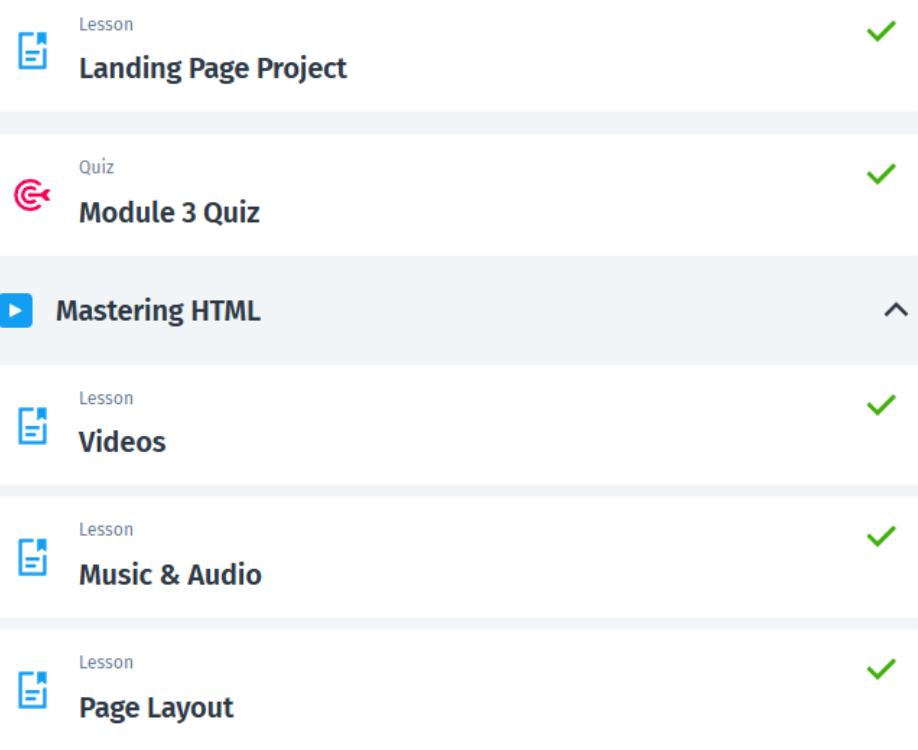 Lesson
Landing Page Project
Quiz
Module 3 Quiz
Mastering HTML
Lesson
Videos
Lesson
Music & Audio
Lesson
Page Layout